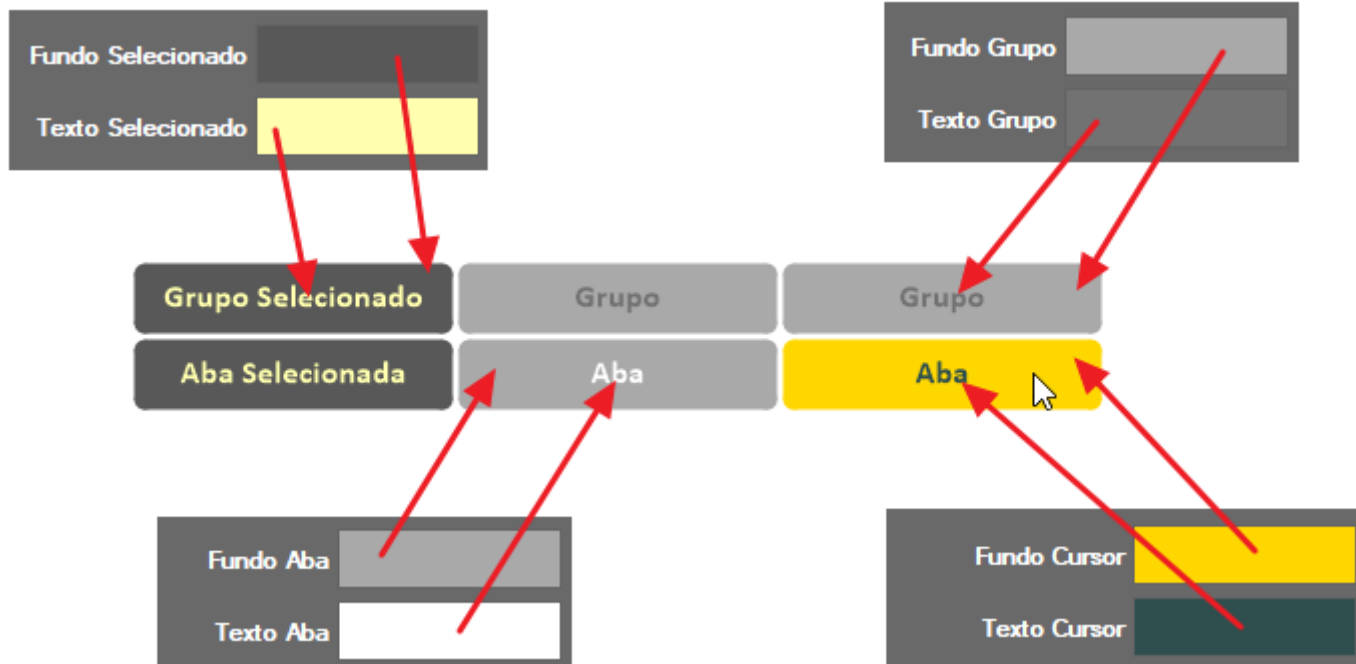 Fundo Selecionado
Texto Selecionado
Fundo Grupo
Texto Grupo
Grupo Selecionado
Grupo
Grupo
Aba Selecionada
Aba
Aba
Fundo Aba
Texto Aba
Fundo Cursor
Texto Cursor